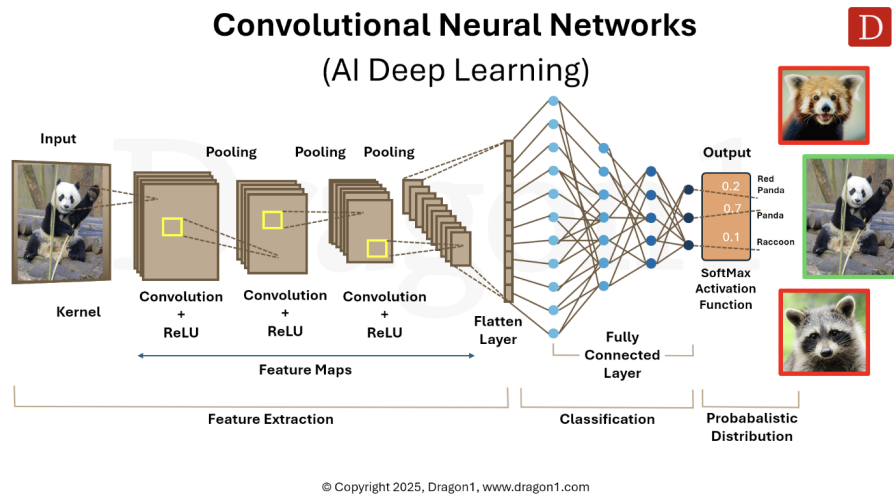 Convolutional Neural Networks
D
(AI Deep Learning)
Input
Pooling
Pooling
Pooling
Output
0.2
Red
Panda
0.7
Panda
0.1
Raccoon
SoftMax
Activation
Function
Kernel
Convolution
+
ReLU
Convolution
+
ReLU
Convolution
+
ReLU
Flatten
Layer
Fully
Connected
Layer
Feature Maps
Feature Extraction
Classification
Probabalistic
Distribution
Dragon1
© Copyright 2025, Dragon1, www.dragon1.com